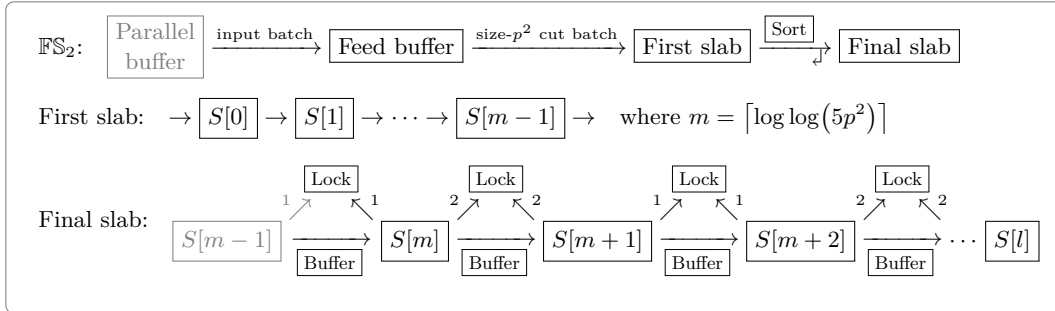 𝔽𝕊₂: Parallel buffer input batch → Feed buffer size-p² cut batch → First slab Sort → Final slab
First slab: → S[0] → S[1] → ⋯ → S[m − 1] → where m = ⌈log log(5p²)⌉
Lock Lock Lock Lock
1 1 2 2 1 1 2 2
Final slab: S[m − 1] → S[m] → S[m + 1] → S[m + 2] → ⋯ S[l]
Buffer Buffer Buffer Buffer